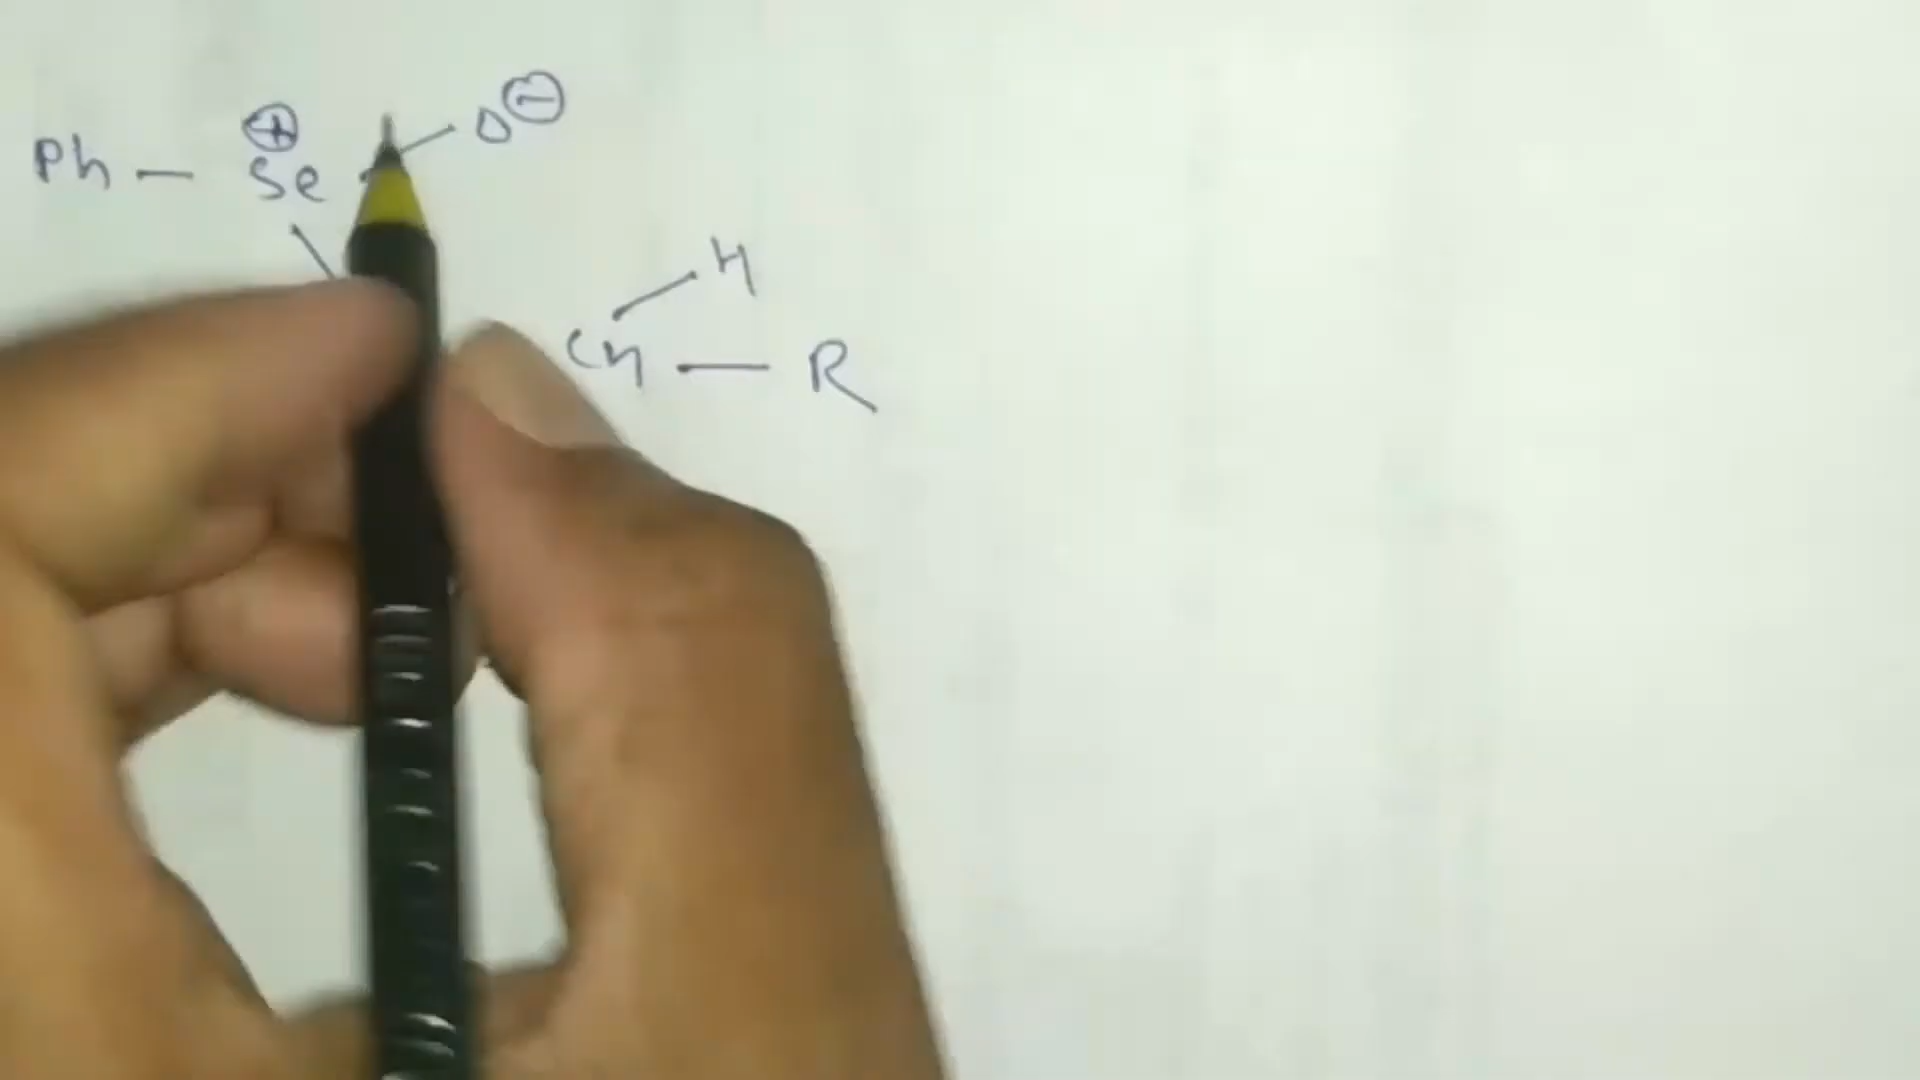 Ph — Se⊕ — O⊖
H
CH — R